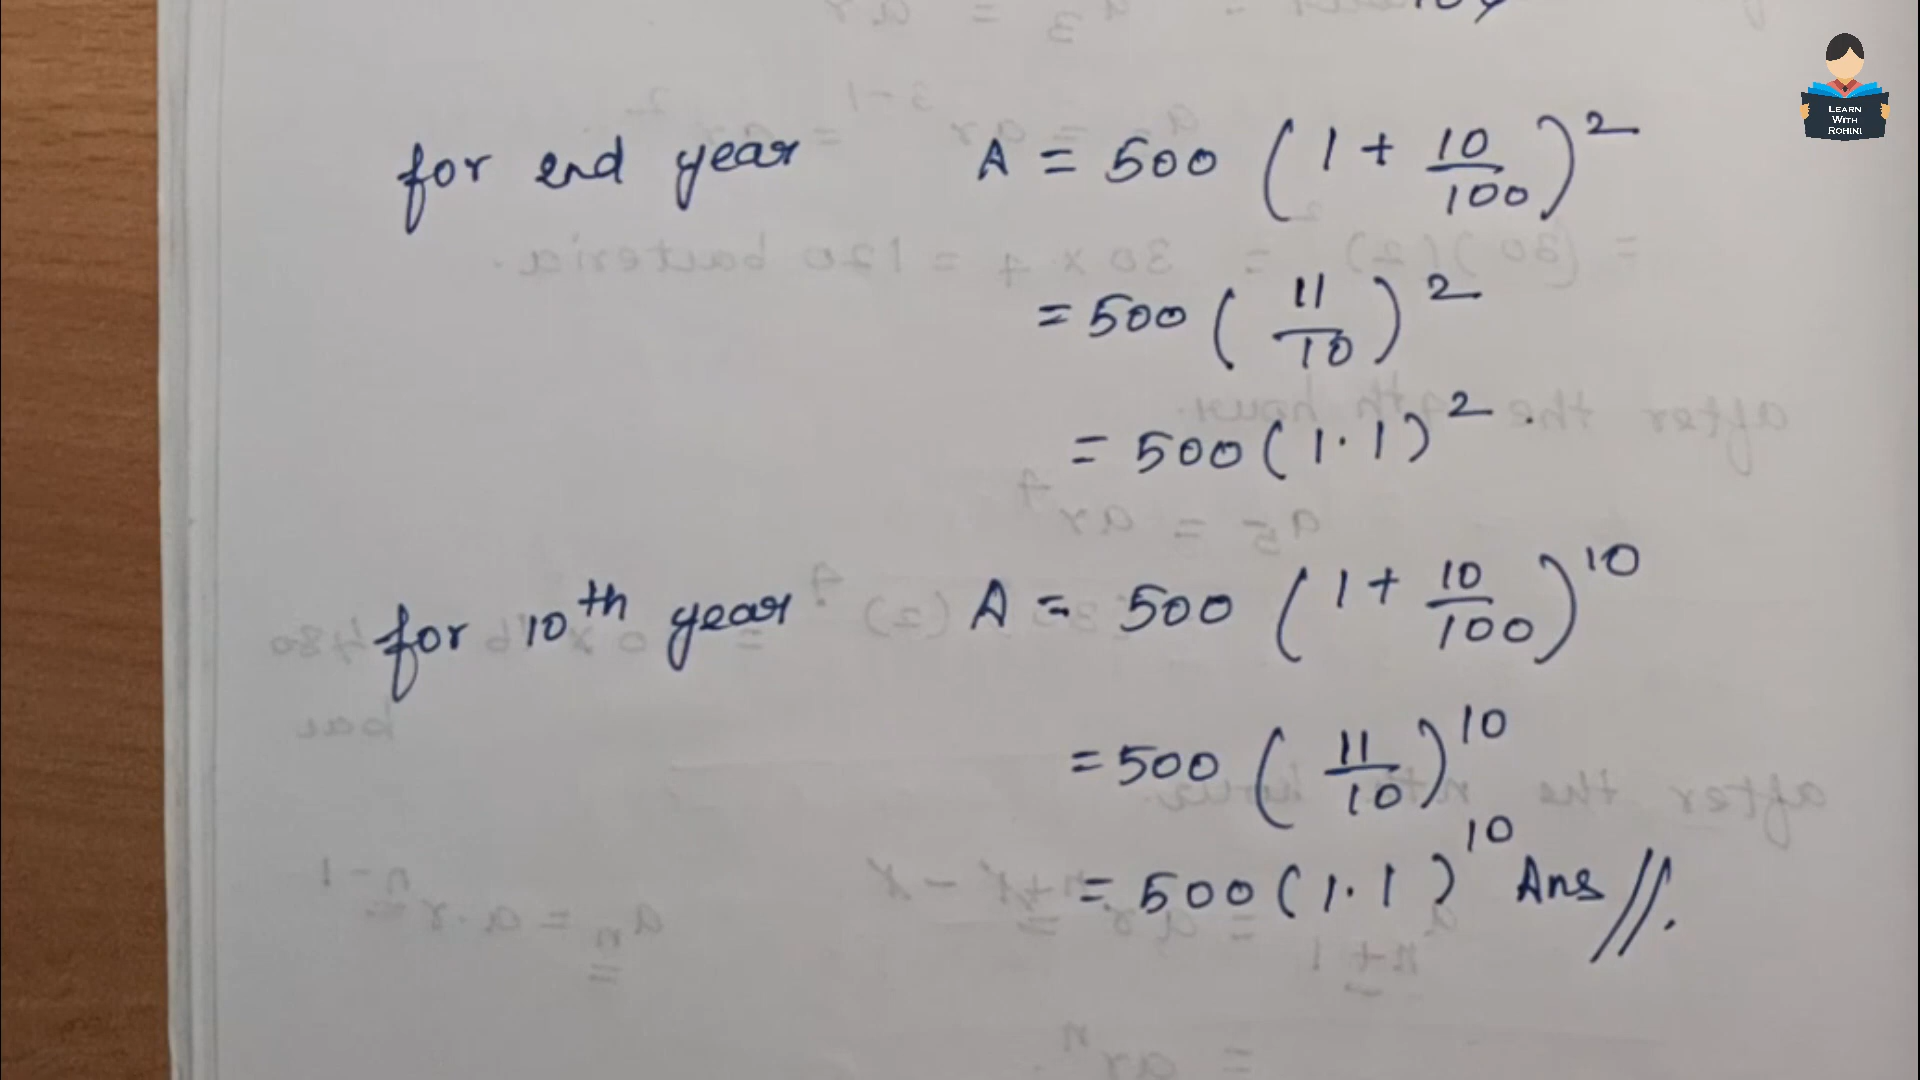 for 2nd year A = 500 (1 + 10/100)^2
= 500 (11/10)^2
= 500 (1.1)^2.
for 10th year A = 500 (1 + 10/100)^10
= 500 (11/10)^10
= 500 (1.1)^10 Ans //.
LEARN
WITH
ROHINI